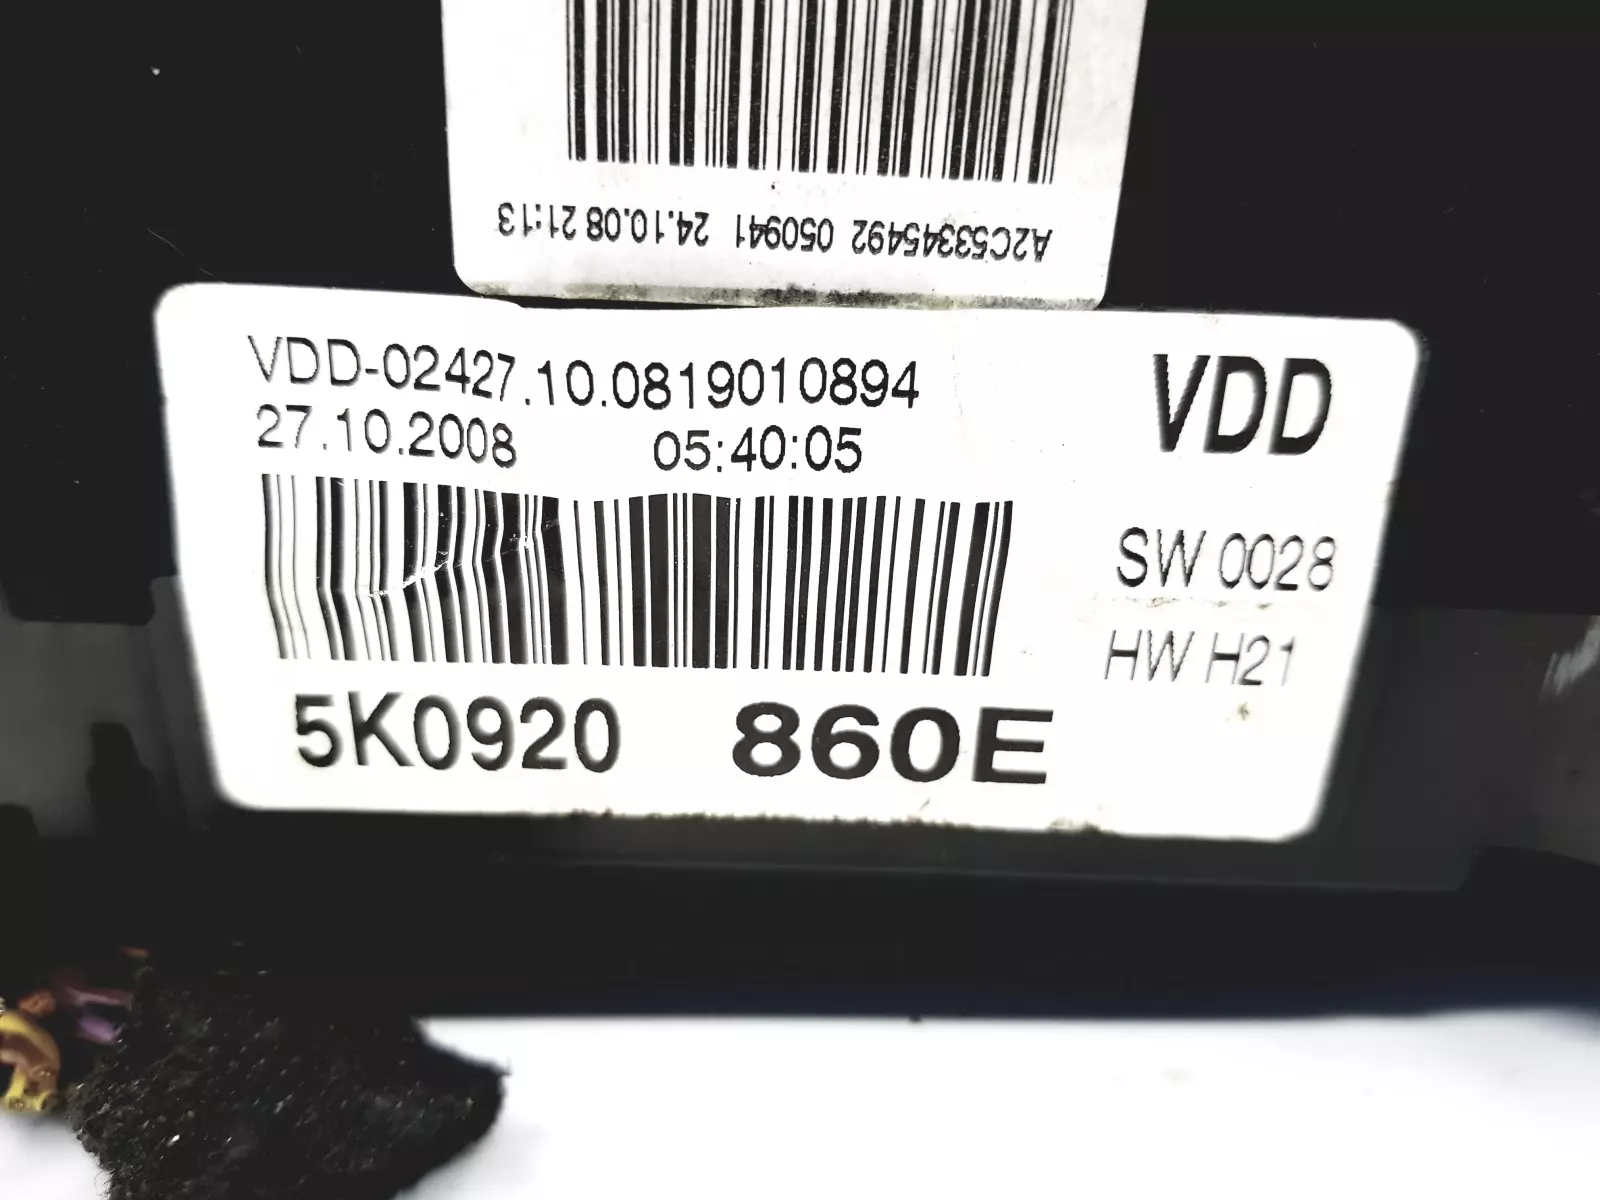 A2C53345492 050941 24.10.08 21:13
VDD-02427.10.0819010894
27.10.2008 05:40:05
VDD
SW 0028
HW H21
5K0920 860E